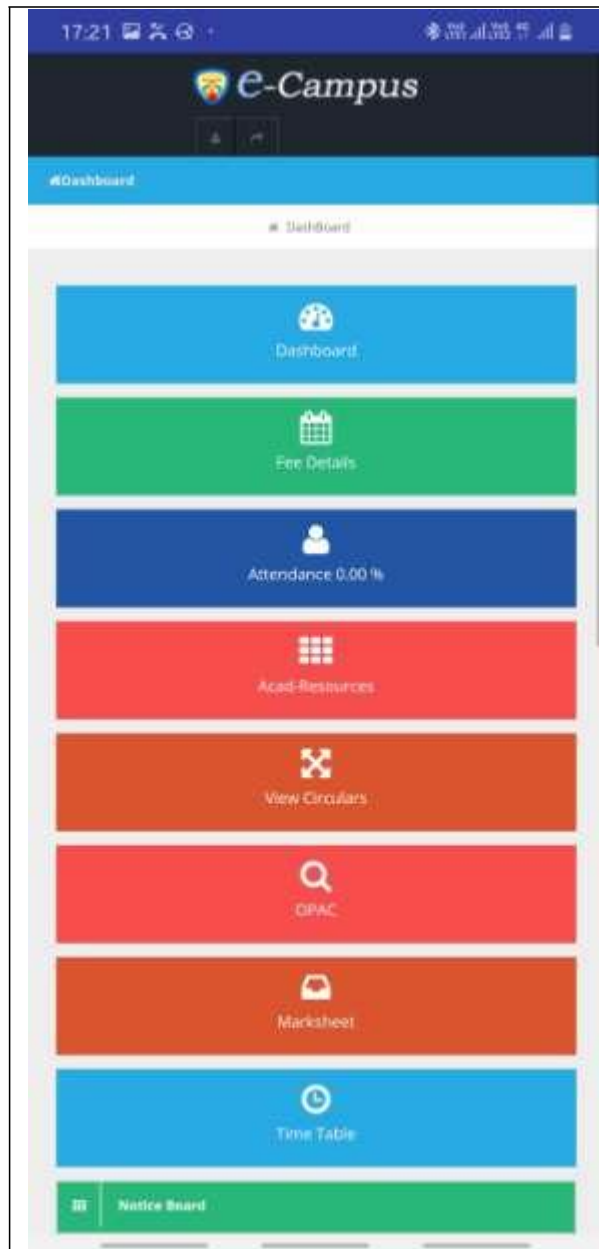 17:21
e-Campus
Dashboard
DashBoard
Dashboard
Fee Details
Attendance 0.00 %
Acad-Resources
View Circulars
OPAC
Marksheet
Time Table
Notice Board